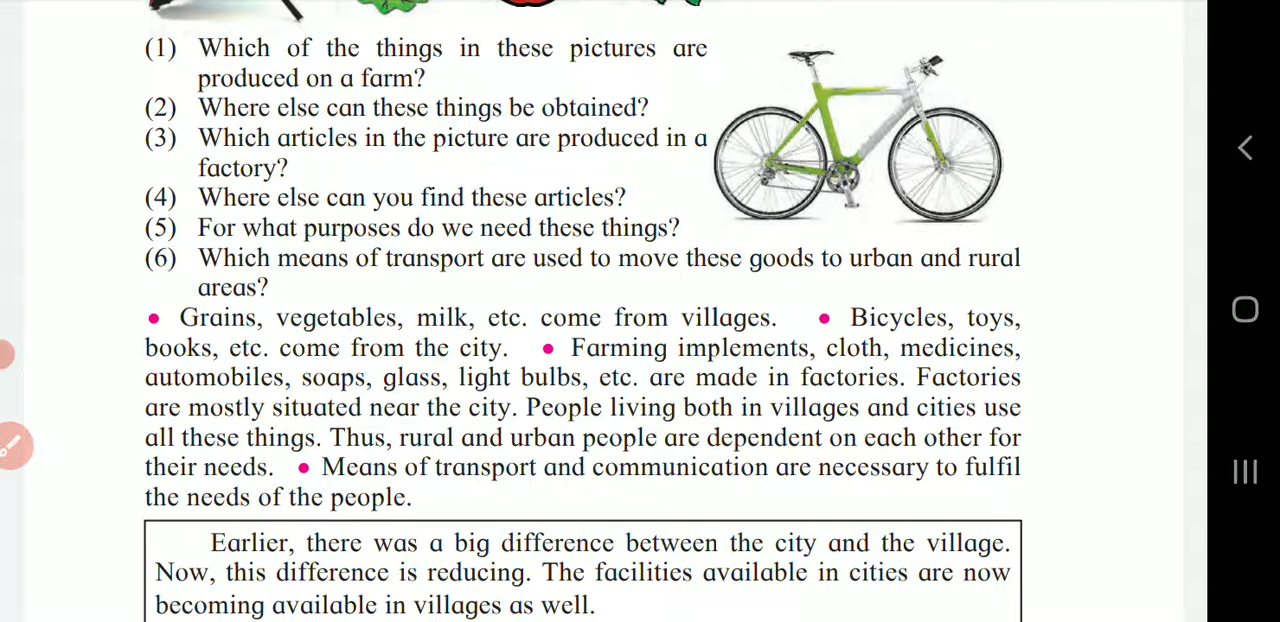 (1) Which of the things in these pictures are
produced on a farm?
(2) Where else can these things be obtained?
(3) Which articles in the picture are produced in a
factory?
(4) Where else can you find these articles?
(5) For what purposes do we need these things?
(6) Which means of transport are used to move these goods to urban and rural
areas?
• Grains, vegetables, milk, etc. come from villages. • Bicycles, toys,
books, etc. come from the city. • Farming implements, cloth, medicines,
automobiles, soaps, glass, light bulbs, etc. are made in factories. Factories
are mostly situated near the city. People living both in villages and cities use
all these things. Thus, rural and urban people are dependent on each other for
their needs. • Means of transport and communication are necessary to fulfil
the needs of the people.
Earlier, there was a big difference between the city and the village.
Now, this difference is reducing. The facilities available in cities are now
becoming available in villages as well.